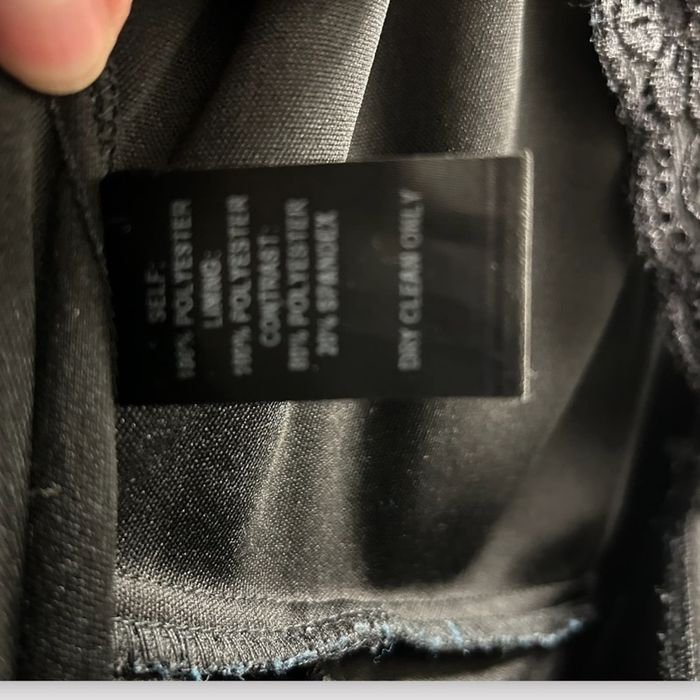 SELF:
100% POLYESTER
LINING:
100% POLYESTER
CONTRAST:
80% POLYESTER
20% SPANDEX
DRY CLEAN ONLY